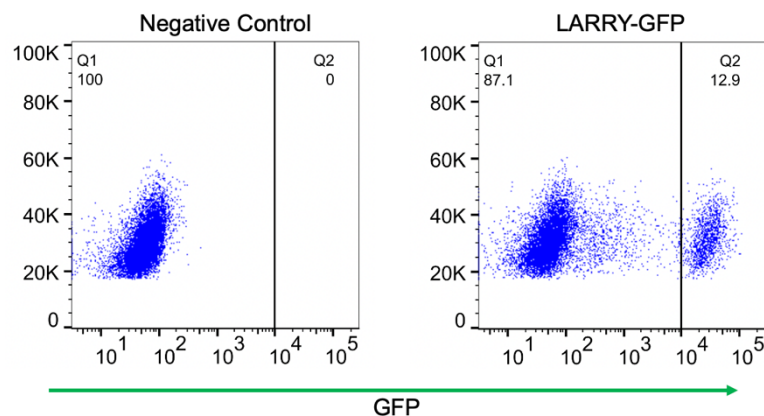 Negative Control
LARRY-GFP
100K
80K
60K
40K
20K
0
Q1
100
Q2
0
10^1
10^2
10^3
10^4
10^5
100K
80K
60K
40K
20K
0
Q1
87.1
Q2
12.9
10^1
10^2
10^3
10^4
10^5
GFP